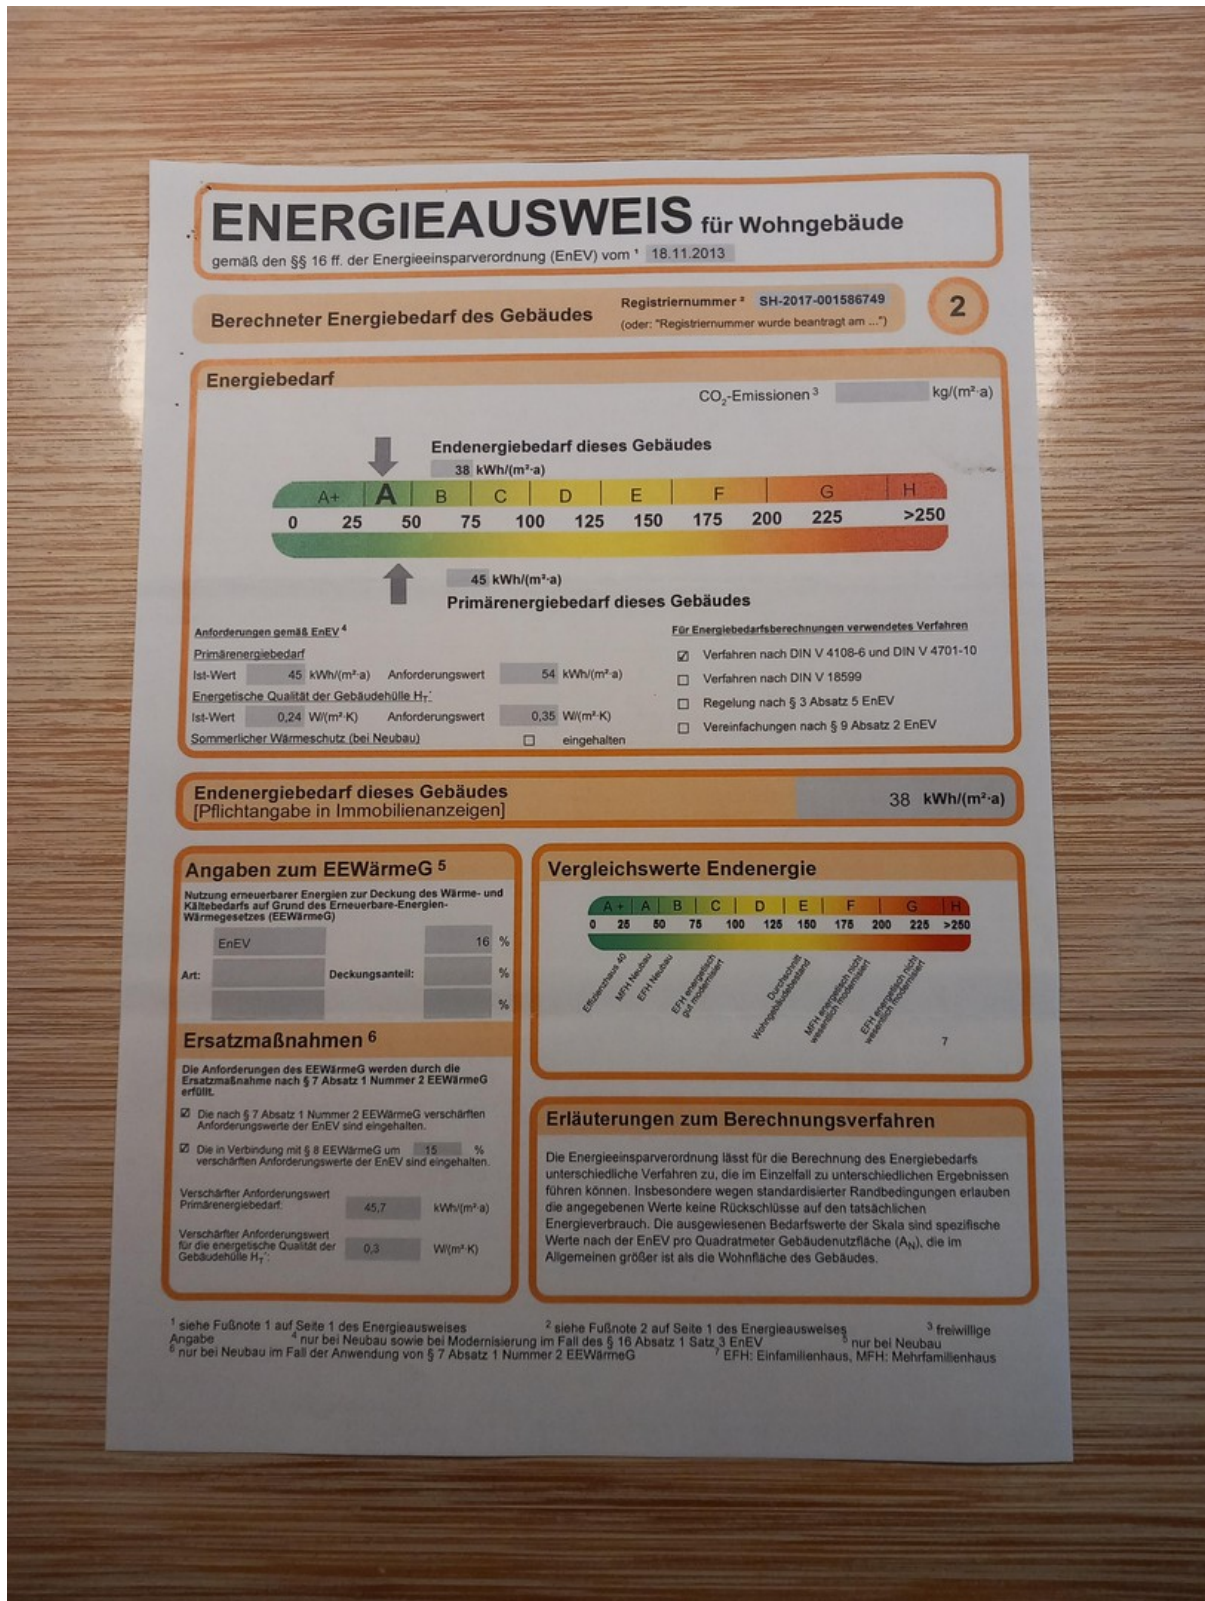 ENERGIEAUSWEIS für Wohngebäude
gemäß den §§ 16 ff. der Energieeinsparverordnung (EnEV) vom ¹ 18.11.2013
Berechneter Energiebedarf des Gebäudes
Registriernummer ² SH-2017-001586749
(oder: "Registriernummer wurde beantragt am ...")
2
Energiebedarf
CO₂-Emissionen ³ kg/(m²·a)
Endenergiebedarf dieses Gebäudes
38 kWh/(m²·a)
A+ A B C D E F G H
0 25 50 75 100 125 150 175 200 225 >250
45 kWh/(m²·a)
Primärenergiebedarf dieses Gebäudes
Anforderungen gemäß EnEV ⁴
Primärenergiebedarf
Ist-Wert 45 kWh/(m²·a) Anforderungswert 54 kWh/(m²·a)
Energetische Qualität der Gebäudehülle H_T'
Ist-Wert 0,24 W/(m²·K) Anforderungswert 0,35 W/(m²·K)
Sommerlicher Wärmeschutz (bei Neubau) ☐ eingehalten
Für Energiebedarfsberechnungen verwendetes Verfahren
☑ Verfahren nach DIN V 4108-6 und DIN V 4701-10
☐ Verfahren nach DIN V 18599
☐ Regelung nach § 3 Absatz 5 EnEV
☐ Vereinfachungen nach § 9 Absatz 2 EnEV
Endenergiebedarf dieses Gebäudes
[Pflichtangabe in Immobilienanzeigen]
38 kWh/(m²·a)
Angaben zum EEWärmeG ⁵
Nutzung erneuerbarer Energien zur Deckung des Wärme- und
Kältebedarfs auf Grund des Erneuerbare-Energien-
Wärmegesetzes (EEWärmeG)
EnEV 16 %
Art: Deckungsanteil: %
%
Ersatzmaßnahmen ⁶
Die Anforderungen des EEWärmeG werden durch die
Ersatzmaßnahme nach § 7 Absatz 1 Nummer 2 EEWärmeG
erfüllt.
☑ Die nach § 7 Absatz 1 Nummer 2 EEWärmeG verschärften
Anforderungswerte der EnEV sind eingehalten.
☑ Die in Verbindung mit § 8 EEWärmeG um 15 %
verschärften Anforderungswerte der EnEV sind eingehalten.
Verschärfter Anforderungswert
Primärenergiebedarf: 45,7 kWh/(m²·a)
Verschärfter Anforderungswert
für die energetische Qualität der
Gebäudehülle H_T': 0,3 W/(m²·K)
Vergleichswerte Endenergie
A+ A B C D E F G H
0 25 50 75 100 125 150 175 200 225 >250
Effizienzhaus 40
MFH Neubau
EFH Neubau
EFH energetisch
gut modernisiert
Durchschnitt
Wohngebäudebestand
MFH energetisch nicht
wesentlich modernisiert
EFH energetisch nicht
wesentlich modernisiert
7
Erläuterungen zum Berechnungsverfahren
Die Energieeinsparverordnung lässt für die Berechnung des Energiebedarfs
unterschiedliche Verfahren zu, die im Einzelfall zu unterschiedlichen Ergebnissen
führen können. Insbesondere wegen standardisierter Randbedingungen erlauben
die angegebenen Werte keine Rückschlüsse auf den tatsächlichen
Energieverbrauch. Die ausgewiesenen Bedarfswerte der Skala sind spezifische
Werte nach der EnEV pro Quadratmeter Gebäudenutzfläche (A_N), die im
Allgemeinen größer ist als die Wohnfläche des Gebäudes.
¹ siehe Fußnote 1 auf Seite 1 des Energieausweises ² siehe Fußnote 2 auf Seite 1 des Energieausweises ³ freiwillige
Angabe ⁴ nur bei Neubau sowie bei Modernisierung im Fall des § 16 Absatz 1 Satz 3 EnEV ⁵ nur bei Neubau
⁶ nur bei Neubau im Fall der Anwendung von § 7 Absatz 1 Nummer 2 EEWärmeG ⁷ EFH: Einfamilienhaus, MFH: Mehrfamilienhaus